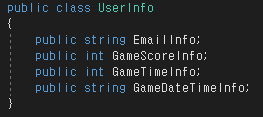 public class UserInfo
{
public string EmailInfo;
public int GameScoreInfo;
public int GameTimeInfo;
public string GameDateTimeInfo;
}